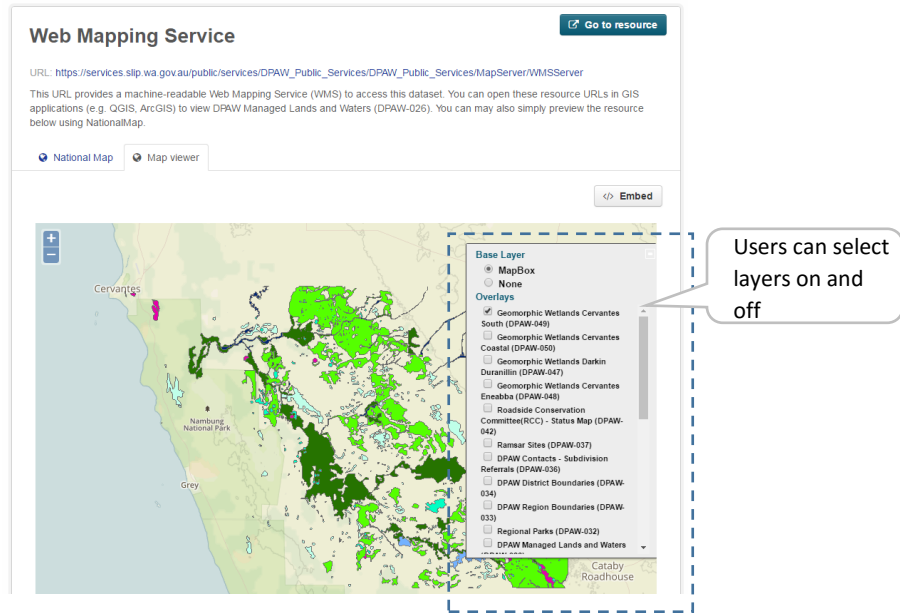 Web Mapping Service
Go to resource
URL: https://services.slip.wa.gov.au/public/services/DPAW_Public_Services/DPAW_Public_Services/MapServer/WMSServer
This URL provides a machine-readable Web Mapping Service (WMS) to access this dataset. You can open these resource URLs in GIS
applications (e.g. QGIS, ArcGIS) to view DPAW Managed Lands and Waters (DPAW-026). You may also simply preview the resource
below using NationalMap.
National Map
Map viewer
</> Embed
+
−
Base Layer
MapBox
None
Overlays
Geomorphic Wetlands Cervantes
South (DPAW-049)
Geomorphic Wetlands Cervantes
Coastal (DPAW-050)
Geomorphic Wetlands Darkin
Duranillin (DPAW-047)
Geomorphic Wetlands Cervantes
Eneabba (DPAW-048)
Roadside Conservation
Committee(RCC) - Status Map (DPAW-
042)
Ramsar Sites (DPAW-037)
DPAW Contacts - Subdivision
Referrals (DPAW-036)
DPAW District Boundaries (DPAW-
034)
DPAW Region Boundaries (DPAW-
033)
Regional Parks (DPAW-032)
DPAW Managed Lands and Waters
Users can select
layers on and
off
Cervantes
Nambung
National Park
Grey
Cataby
Roadhouse